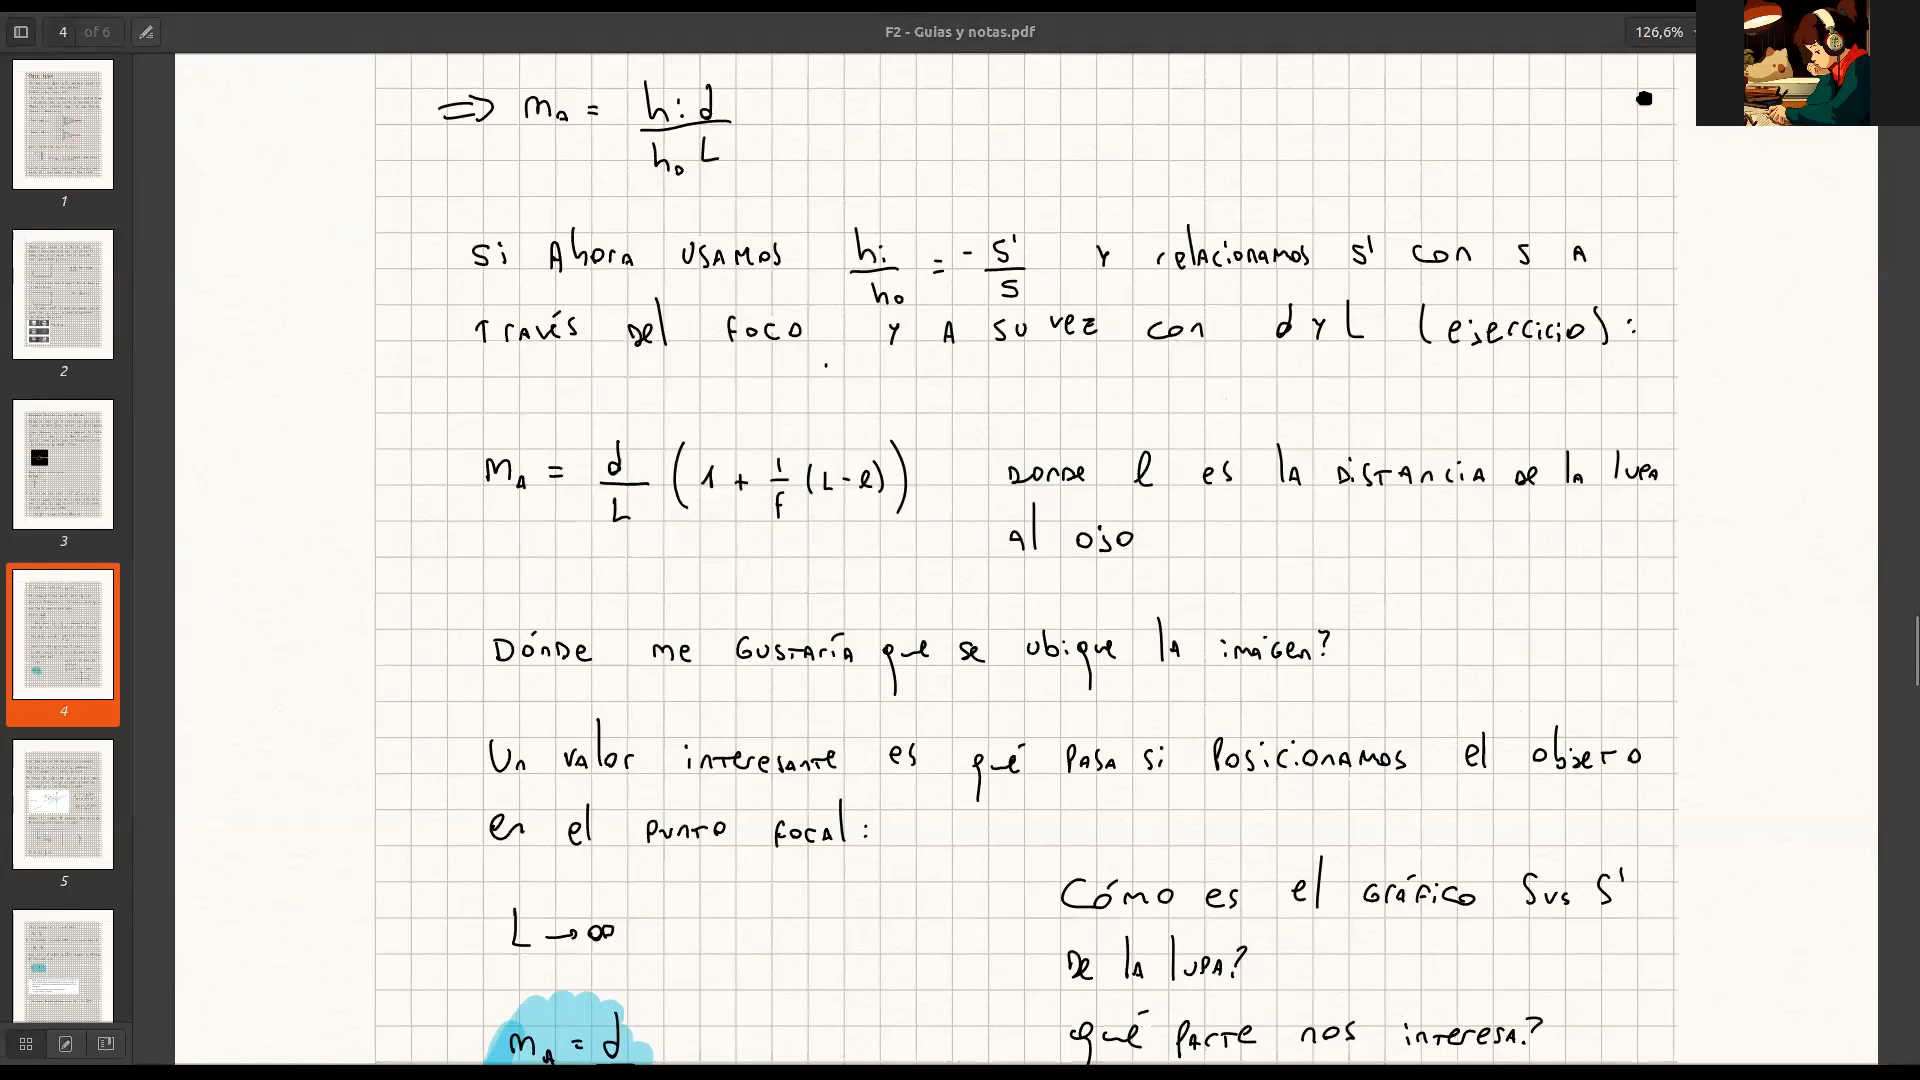 4 of 6
F2 - Guias y notas.pdf
126,6%
1
2
3
4
5
⇒ mA = hi d / ho L
Si Ahora usamos hi/ho = - s'/s y relacionamos s' con s a
través del foco y a su vez con d y L (ejercicio):
mA = d/L (1 + 1/f (L - l)) Donde l es la distancia de la lupa
al ojo
Dónde me gustaría que se ubique la imágen?
Un valor interesante es qué pasa si posicionamos el objeto
en el punto focal:
Cómo es el gráfico S vs S'
L → ∞
De la lupa?
mA = d
qué parte nos interesa?